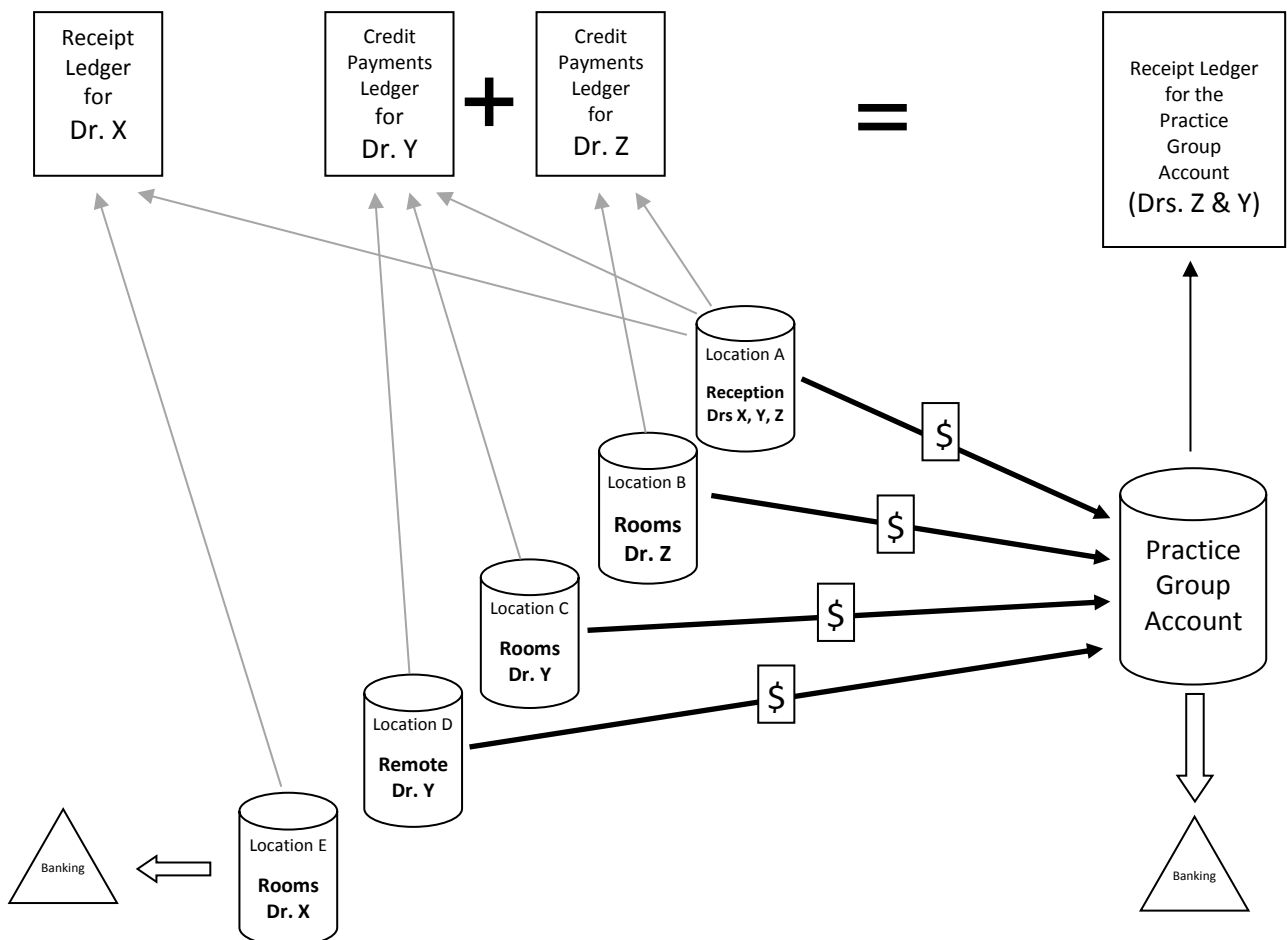 Receipt
Ledger
for
Dr. X
Credit
Payments
Ledger
for
Dr. Y
+
Credit
Payments
Ledger
for
Dr. Z
=
Receipt Ledger
for the
Practice
Group
Account
(Drs. Z & Y)
Location A
Reception
Drs X, Y, Z
$
Location B
Rooms
Dr. Z
$
Location C
Rooms
Dr. Y
$
Location D
Remote
Dr. Y
$
Practice
Group
Account
Location E
Rooms
Dr. X
Banking
Banking